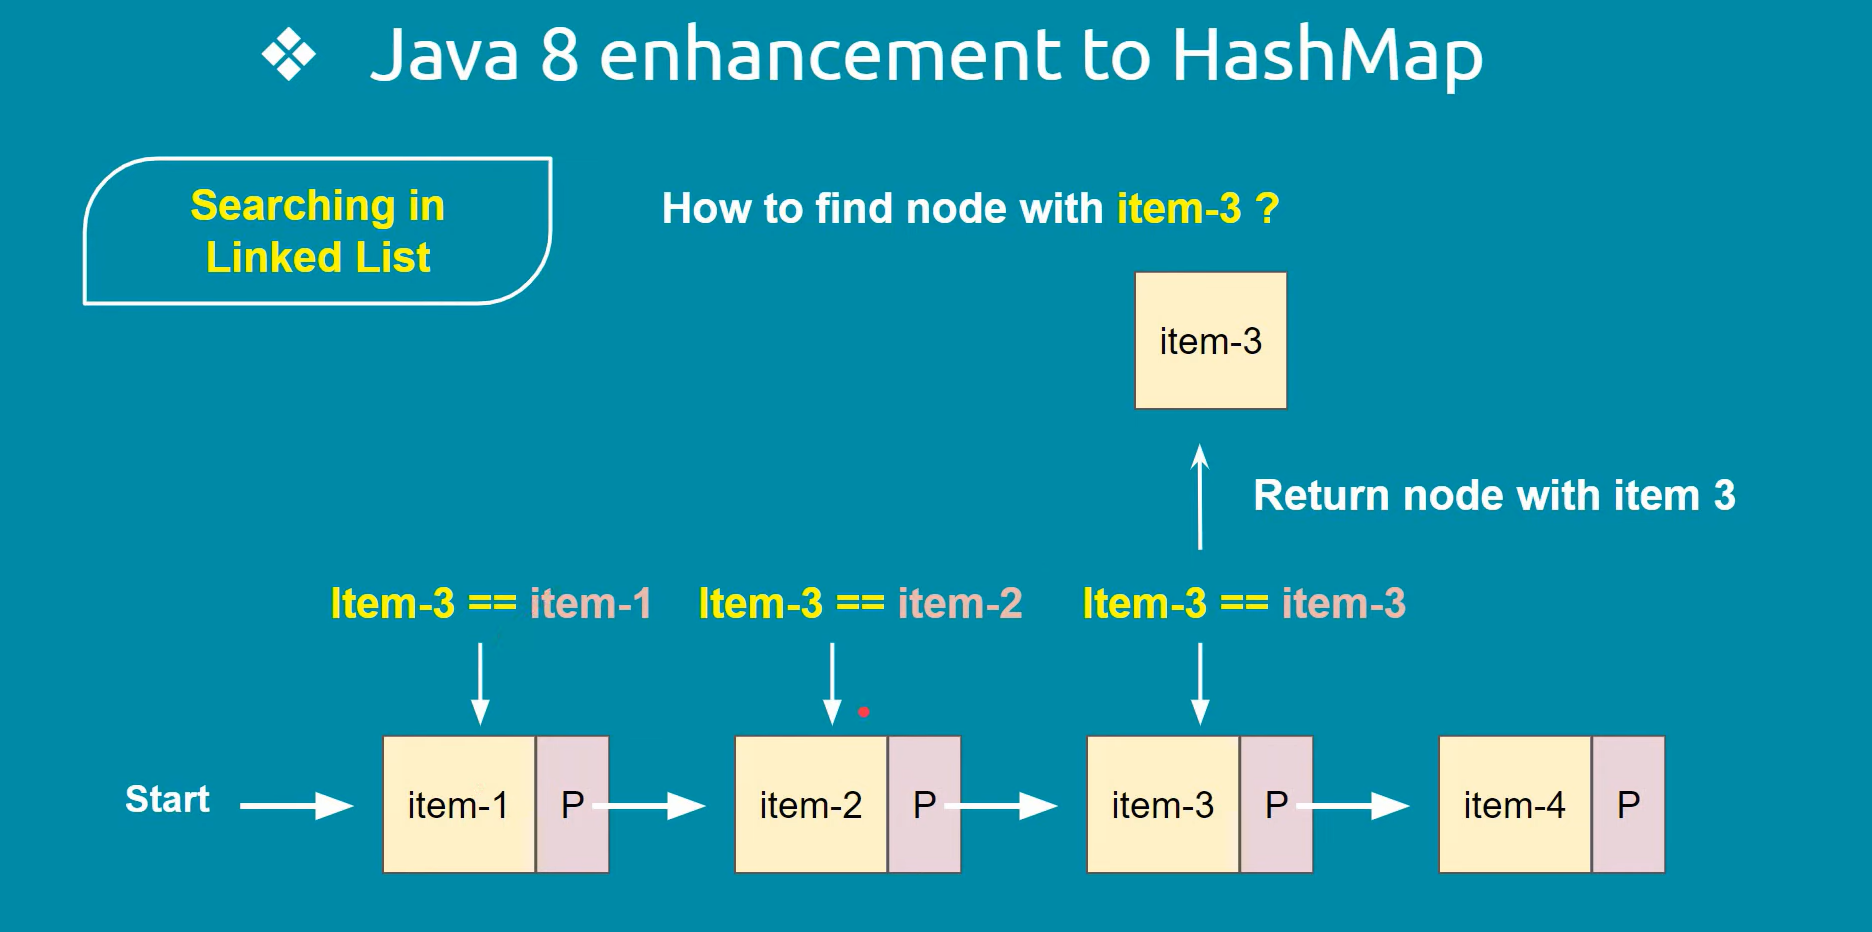 ❖ Java 8 enhancement to HashMap
Searching in
Linked List
How to find node with item-3 ?
item-3
Return node with item 3
Item-3 == item-1
Item-3 == item-2
Item-3 == item-3
Start
item-1
P
item-2
P
item-3
P
item-4
P